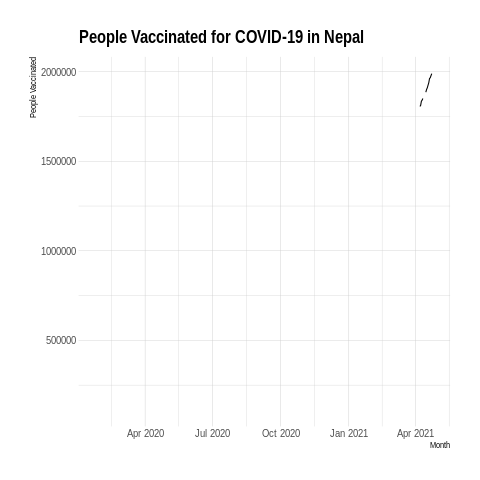 People Vaccinated for COVID-19 in Nepal
People Vaccinated
2000000
1500000
1000000
500000
Apr 2020 Jul 2020 Oct 2020 Jan 2021 Apr 2021
Month